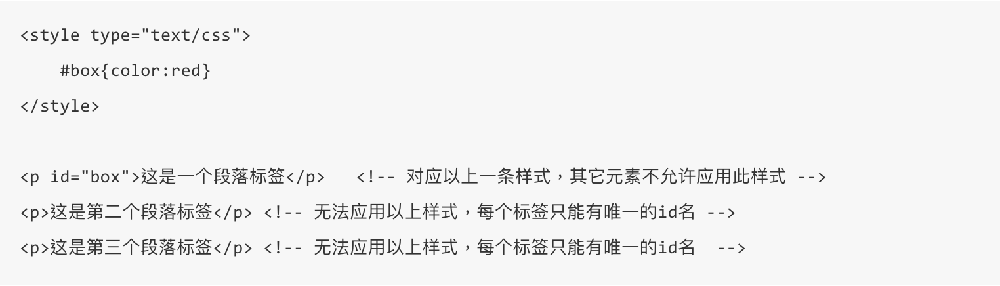 <style type="text/css">
    #box{color:red}
</style>

<p id="box">这是一个段落标签</p>   <!-- 对应以上一条样式，其它元素不允许应用此样式 -->
<p>这是第二个段落标签</p> <!-- 无法应用以上样式，每个标签只能有唯一的id名 -->
<p>这是第三个段落标签</p> <!-- 无法应用以上样式，每个标签只能有唯一的id名  -->